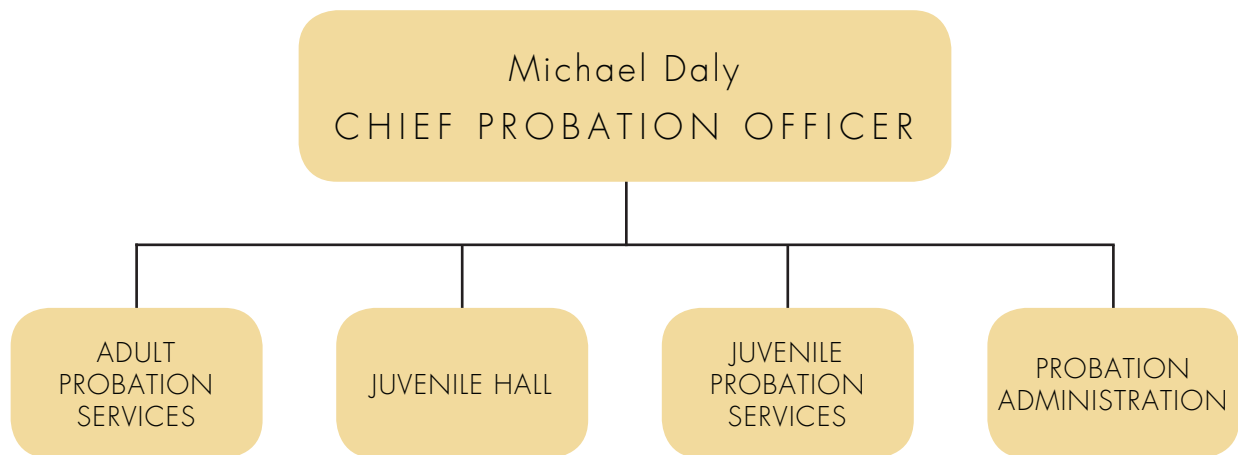 Michael Daly
CHIEF PROBATION OFFICER
ADULT
PROBATION
SERVICES
JUVENILE HALL
JUVENILE
PROBATION
SERVICES
PROBATION
ADMINISTRATION